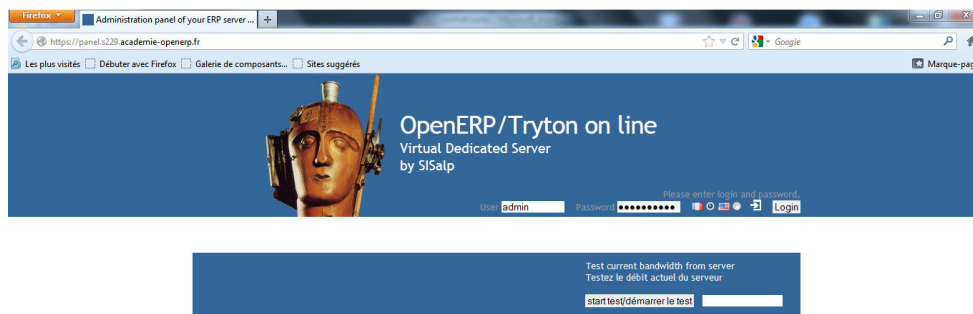 Firefox
Administration panel of your ERP server ... +
https://panel.s229.academie-openerp.fr
Google
Les plus visités Débuter avec Firefox Galerie de composants... Sites suggérés
Marque-pag
OpenERP/Tryton on line
Virtual Dedicated Server
by SISalp
Please enter login and password.
User admin Password •••••••••• Login
Test current bandwidth from server
Testez le débit actuel du serveur
start test/démarrer le test